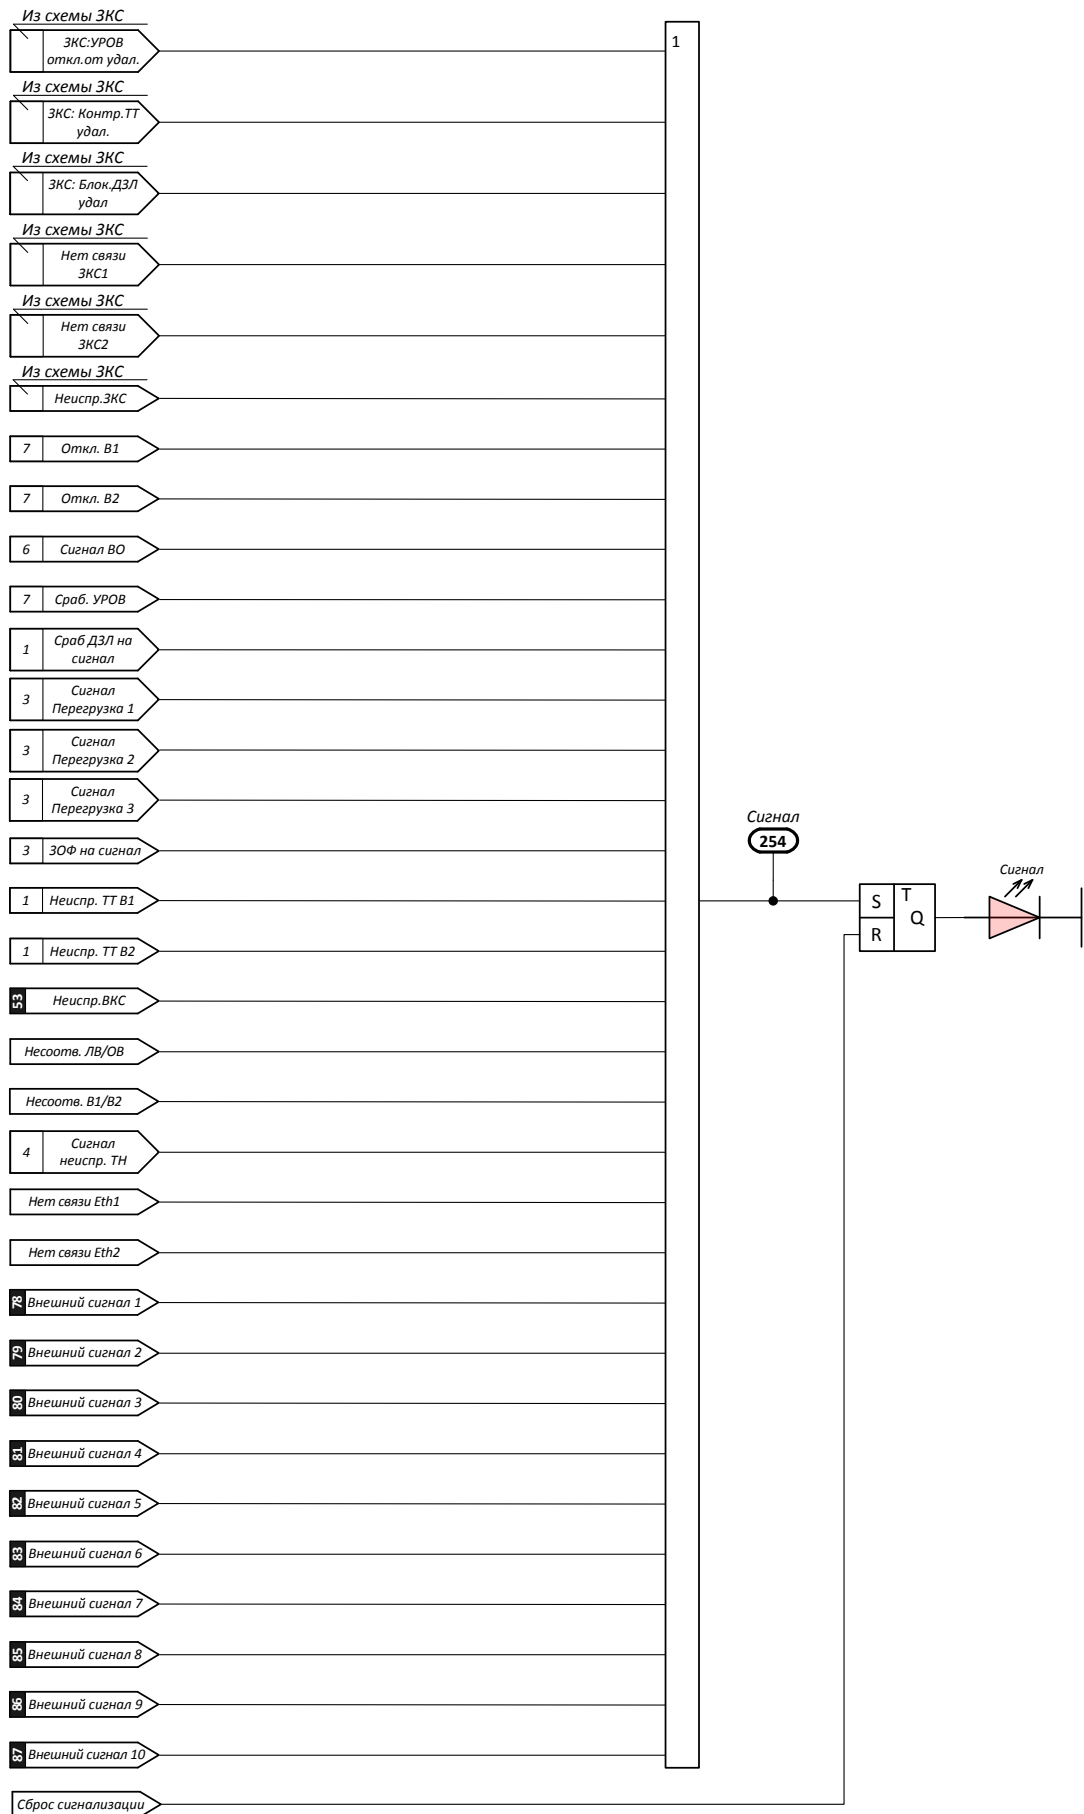 Из схемы ЗКС
ЗКС:УРОВ
откл.от удал.
Из схемы ЗКС
ЗКС: Контр.ТТ
удал.
Из схемы ЗКС
ЗКС: Блок.ДЗЛ
удал
Из схемы ЗКС
Нет связи
ЗКС1
Из схемы ЗКС
Нет связи
ЗКС2
Из схемы ЗКС
Неиспр.ЗКС
7 Откл. В1
7 Откл. В2
6 Сигнал ВО
7 Сраб. УРОВ
1 Сраб ДЗЛ на
сигнал
3 Сигнал
Перегрузка 1
3 Сигнал
Перегрузка 2
3 Сигнал
Перегрузка 3
3 ЗОФ на сигнал
1 Неиспр. ТТ В1
1 Неиспр. ТТ В2
53 Неиспр.ВКС
Несоотв. ЛВ/ОВ
Несоотв. В1/В2
4 Сигнал
неиспр. ТН
Нет связи Eth1
Нет связи Eth2
78 Внешний сигнал 1
79 Внешний сигнал 2
80 Внешний сигнал 3
81 Внешний сигнал 4
82 Внешний сигнал 5
83 Внешний сигнал 6
84 Внешний сигнал 7
85 Внешний сигнал 8
86 Внешний сигнал 9
87 Внешний сигнал 10
Сброс сигнализации
1
Сигнал
254
S T
Q
R
Сигнал